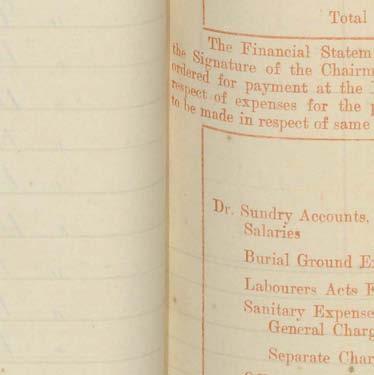 Total
The Financial Statem
the Signature of the Chairm
ordered for payment at the
respect of expenses for the p
to be made in respect of same
Dr. Sundry Accounts,
Salaries
Burial Ground E
Labourers Acts
Sanitary Expense
General Charg
Separate Char